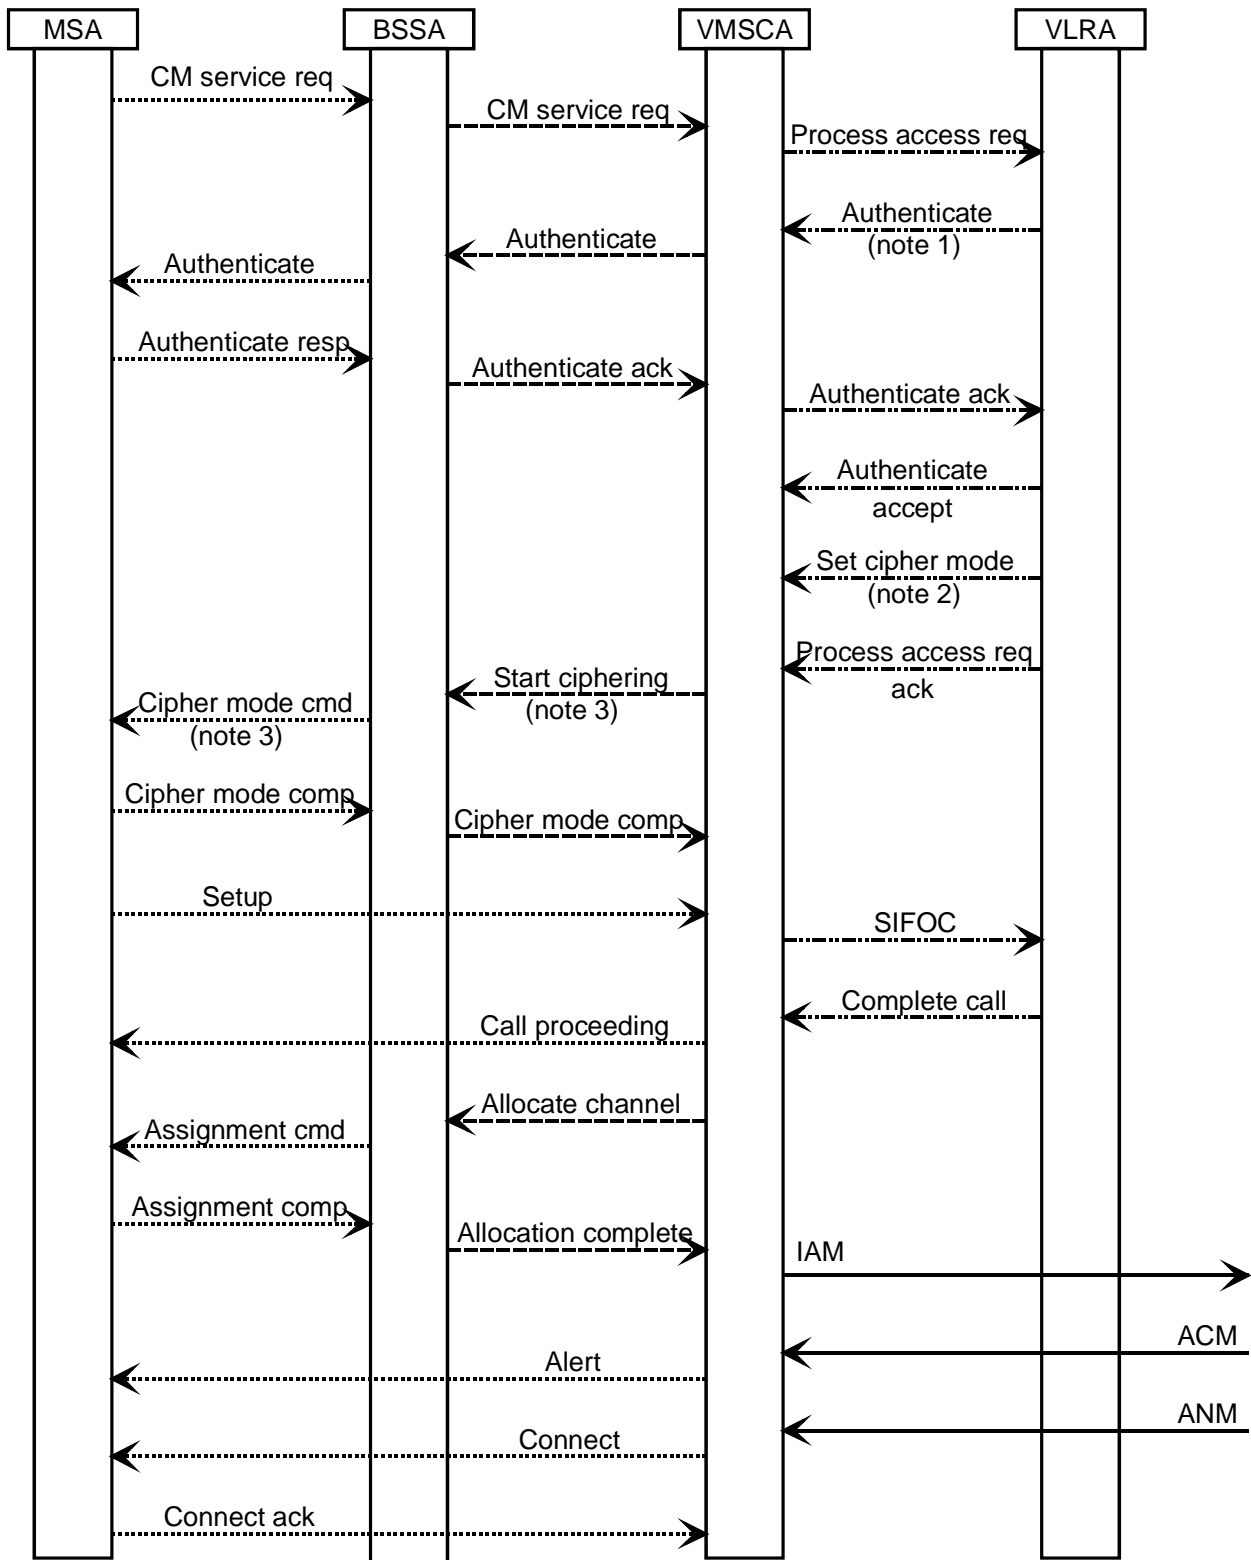 MSA
BSSA
VMSCA
VLRA
CM service req
CM service req
Process access req
Authenticate
(note 1)
Authenticate
Authenticate
Authenticate resp
Authenticate ack
Authenticate ack
Authenticate
accept
Set cipher mode
(note 2)
Process access req
ack
Start ciphering
(note 3)
Cipher mode cmd
(note 3)
Cipher mode comp
Cipher mode comp
Setup
SIFOC
Complete call
Call proceeding
Allocate channel
Assignment cmd
Assignment comp
Allocation complete
IAM
ACM
Alert
ANM
Connect
Connect ack